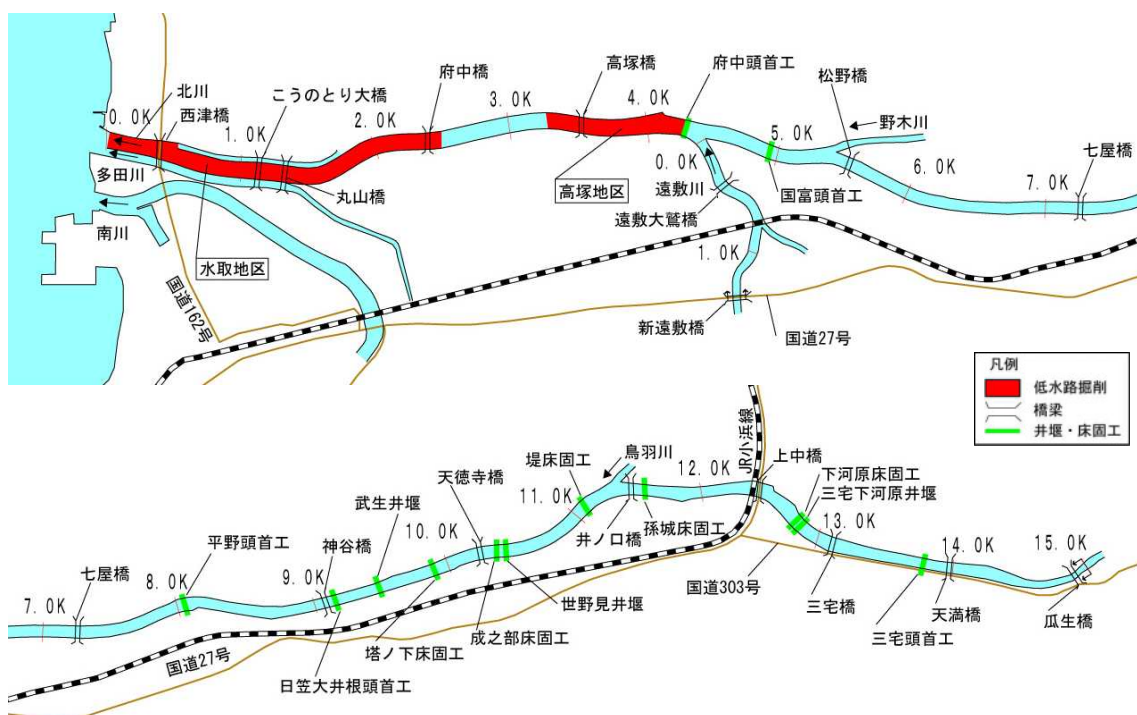 北川
0.0K
西津橋
こうのとり大橋
1.0K
2.0K
府中橋
3.0K
高塚橋
4.0K
府中頭首工
松野橋
5.0K
野木川
6.0K
7.0K
七屋橋
多田川
南川
水取地区
丸山橋
高塚地区
0.0K
遠敷川
遠敷大鷲橋
国富頭首工
1.0K
新遠敷橋
国道27号
国道162号
凡例
低水路掘削
橋梁
井堰・床固工
七屋橋
7.0K
8.0K
平野頭首工
9.0K
神谷橋
武生井堰
10.0K
天徳寺橋
堤床固工
11.0K
鳥羽川
12.0K
JR小浜線
上中橋
下河原床固工
三宅下河原井堰
13.0K
14.0K
15.0K
井ノ口橋
孫城床固工
世野見井堰
成之部床固工
塔ノ下床固工
日笠大井根頭首工
国道27号
国道303号
三宅橋
三宅頭首工
天満橋
瓜生橋